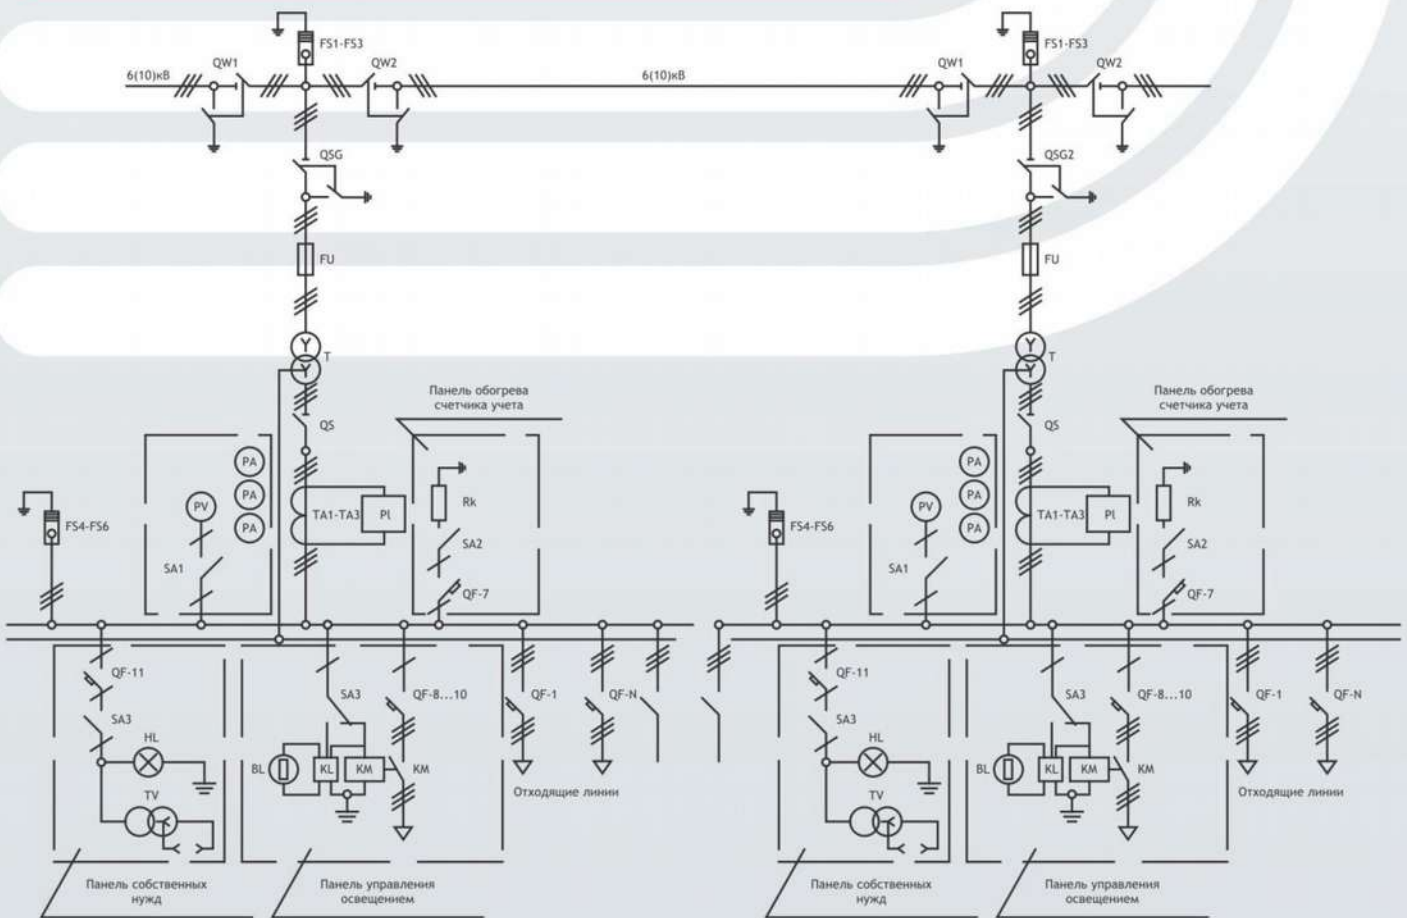 FS1-FS3
FS1-FS3
QW1
QW2
QW1
QW2
6(10)кВ
6(10)кВ
QSG
QSG2
FU
FU
T
T
Панель обогрева
счетчика учета
Панель обогрева
счетчика учета
QS
QS
PA
PA
PA
PV
TA1-TA3
PI
Rk
FS4-FS6
SA1
SA2
QF-7
PA
PA
PA
PV
TA1-TA3
PI
Rk
FS4-FS6
SA1
SA2
QF-7
QF-11
SA3
HL
TV
SA3
QF-8...10
QF-1
QF-N
BL
KL
KM
KM
Отходящие линии
QF-11
SA3
HL
TV
SA3
QF-8...10
QF-1
QF-N
BL
KL
KM
KM
Отходящие линии
Панель собственных
нужд
Панель управления
освещением
Панель собственных
нужд
Панель управления
освещением